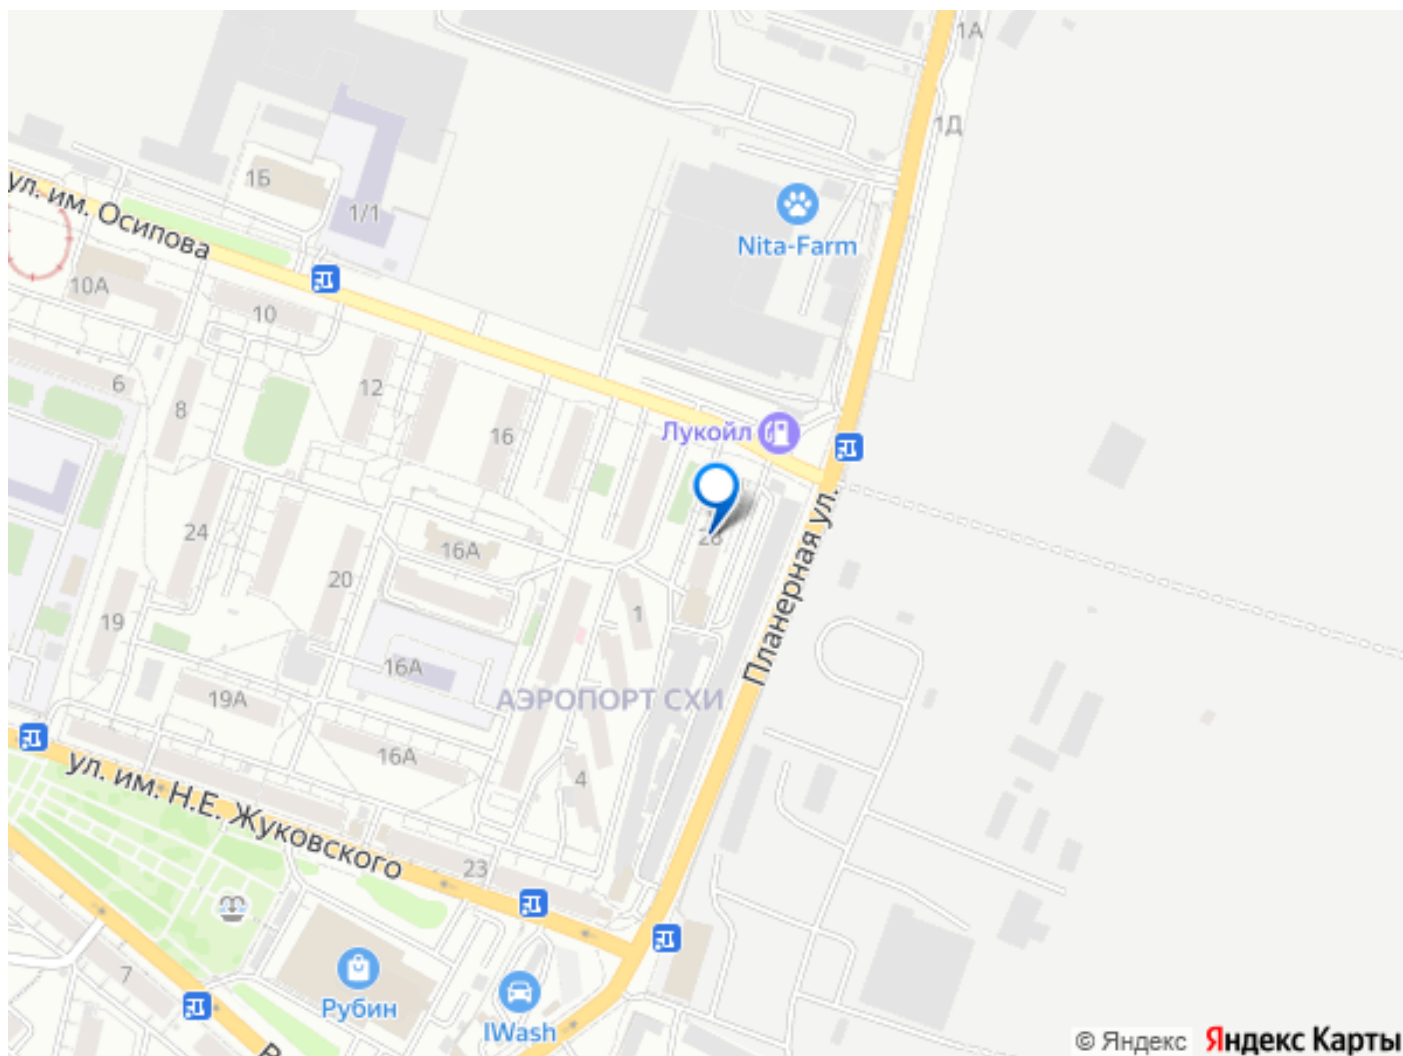 1А
1Д
1Б
1/1
ул. им. Осипова
Nita-Farm
10А
10
12
6
8
16
Лукойл
28
24
16А
20
1
19
Планерная ул.
16А
19А
АЭРОПОРТ СХИ
16А
4
ул. им. Н.Е. Жуковского
23
7
Рубин
IWash
© Яндекс Яндекс Карты